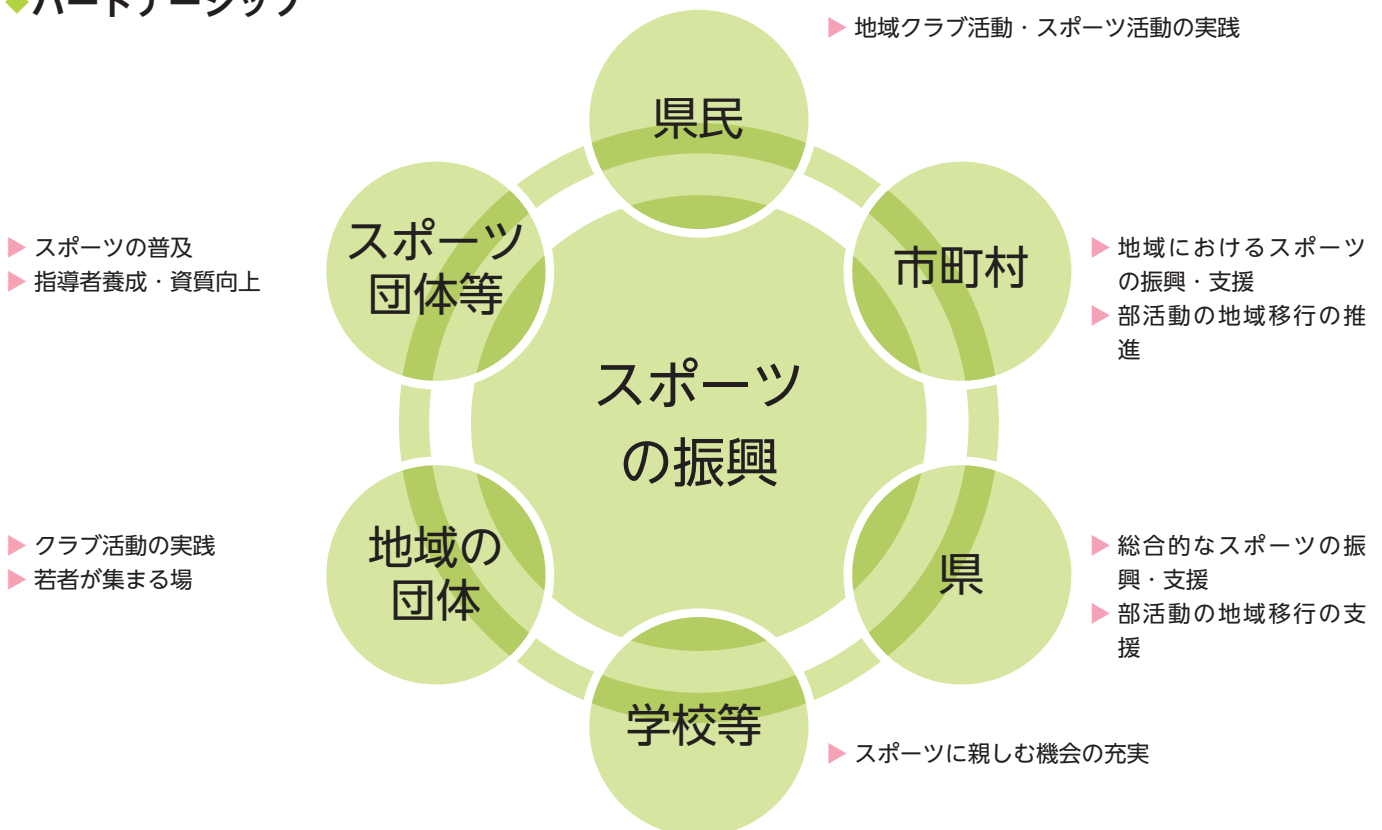 ◆パートナーシップ
▶ 地域クラブ活動・スポーツ活動の実践
県民
スポーツ
団体等
▶ スポーツの普及
▶ 指導者養成・資質向上
市町村
▶ 地域におけるスポーツ
の振興・支援
▶ 部活動の地域移行の推
進
スポーツ
の振興
地域の
団体
▶ クラブ活動の実践
▶ 若者が集まる場
県
▶ 総合的なスポーツの振
興・支援
▶ 部活動の地域移行の支
援
学校等
▶ スポーツに親しむ機会の充実